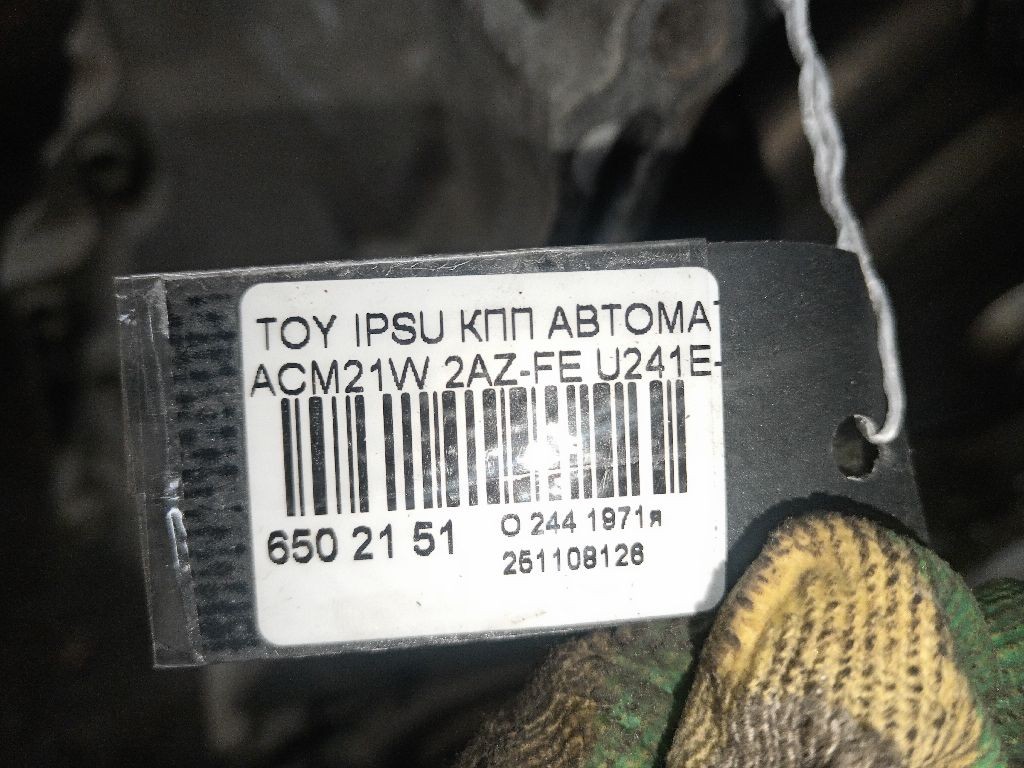 TOY IPSU КПП АВТОМАТ
ACM21W 2AZ-FE U241E-
650 21 51
О 244 1971я
251108126